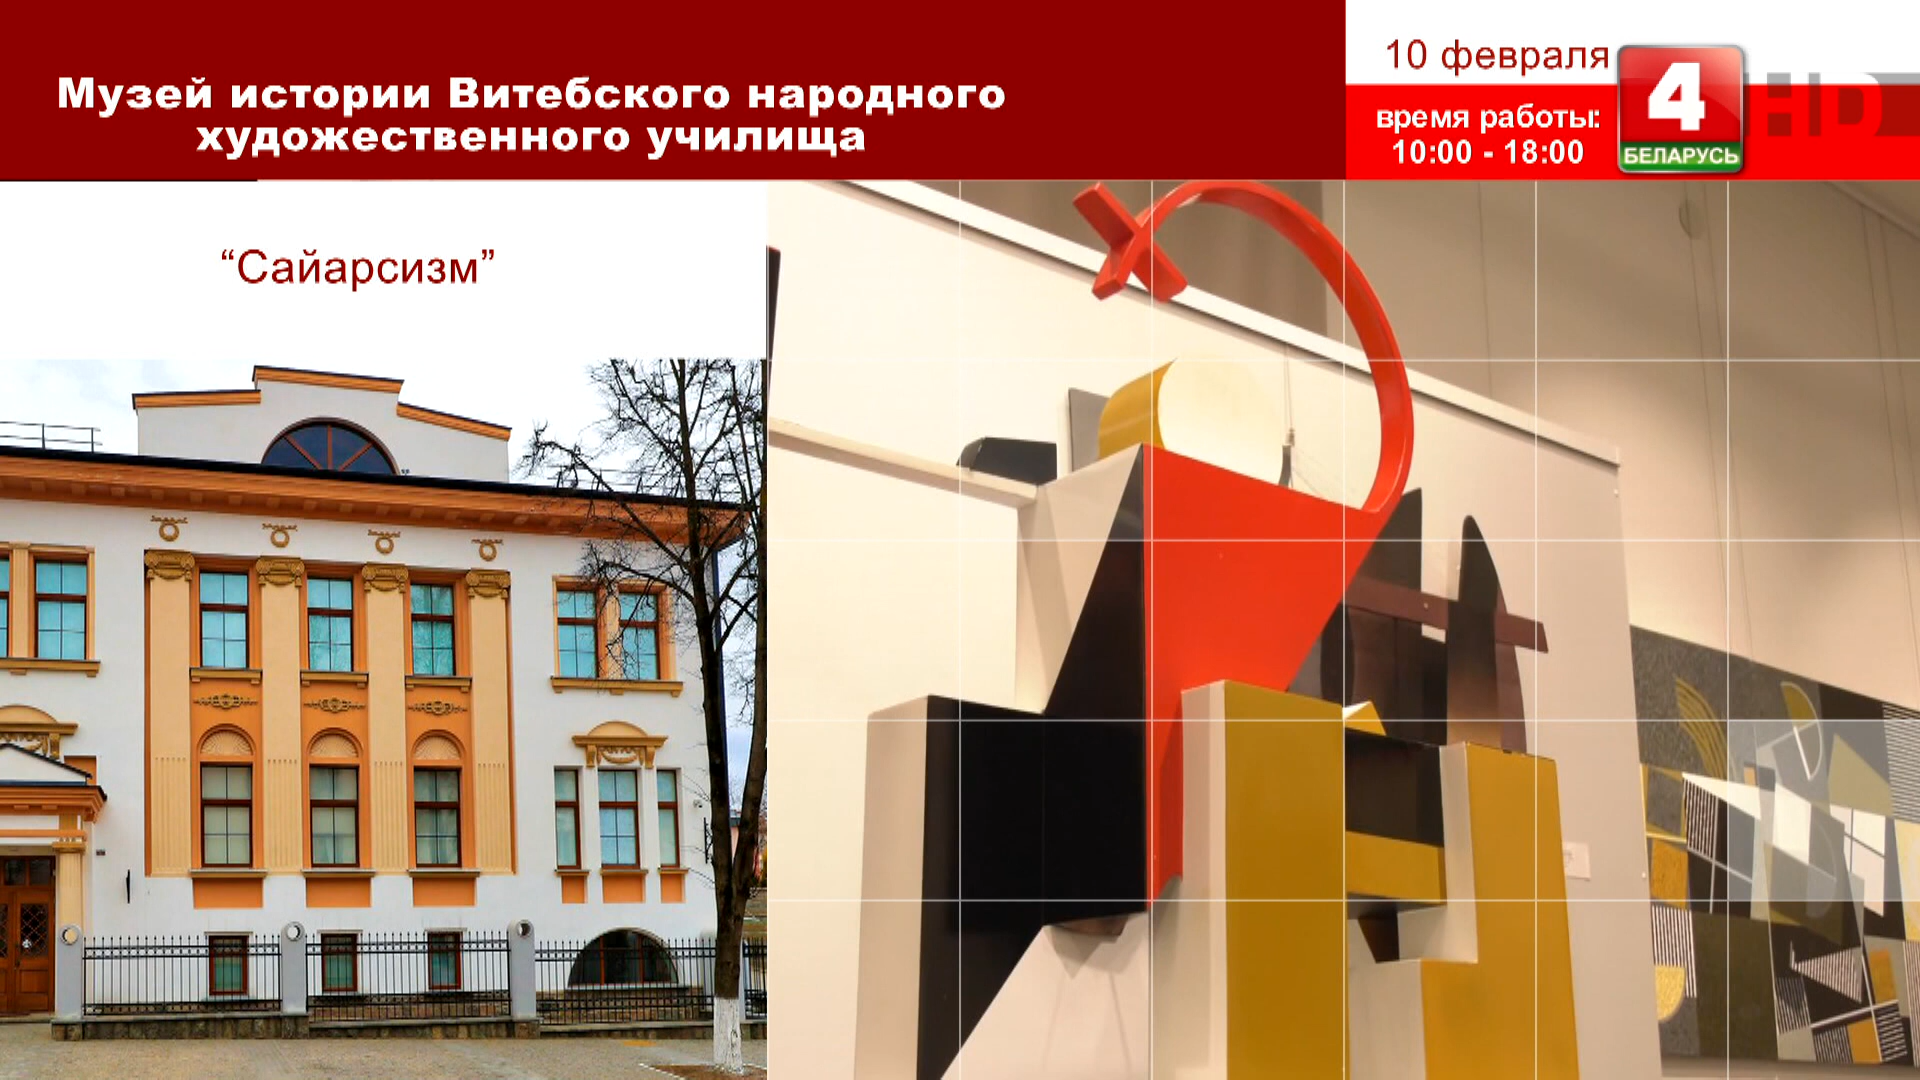 Музей истории Витебского народного
художественного училища
10 февраля
время работы:
10:00 - 18:00
4
БЕЛАРУСЬ
HD
“Сайарсизм”